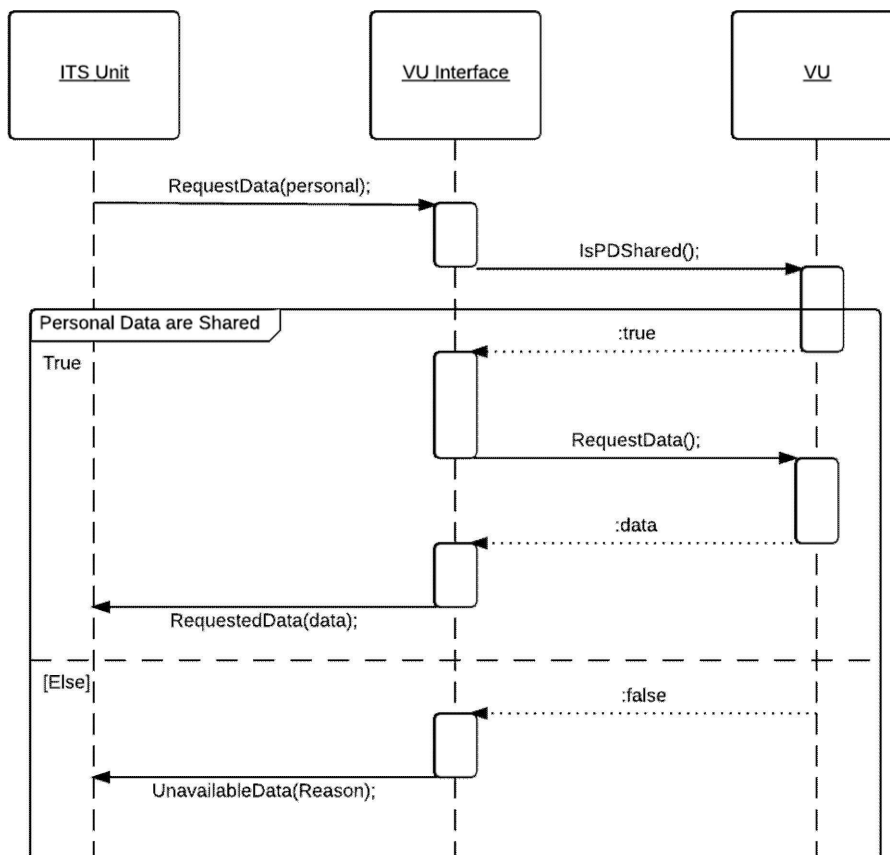 ITS Unit
VU Interface
VU
RequestData(personal);
IsPDShared();
Personal Data are Shared
:true
True
RequestData();
:data
RequestedData(data);
[Else]
:false
UnavailableData(Reason);